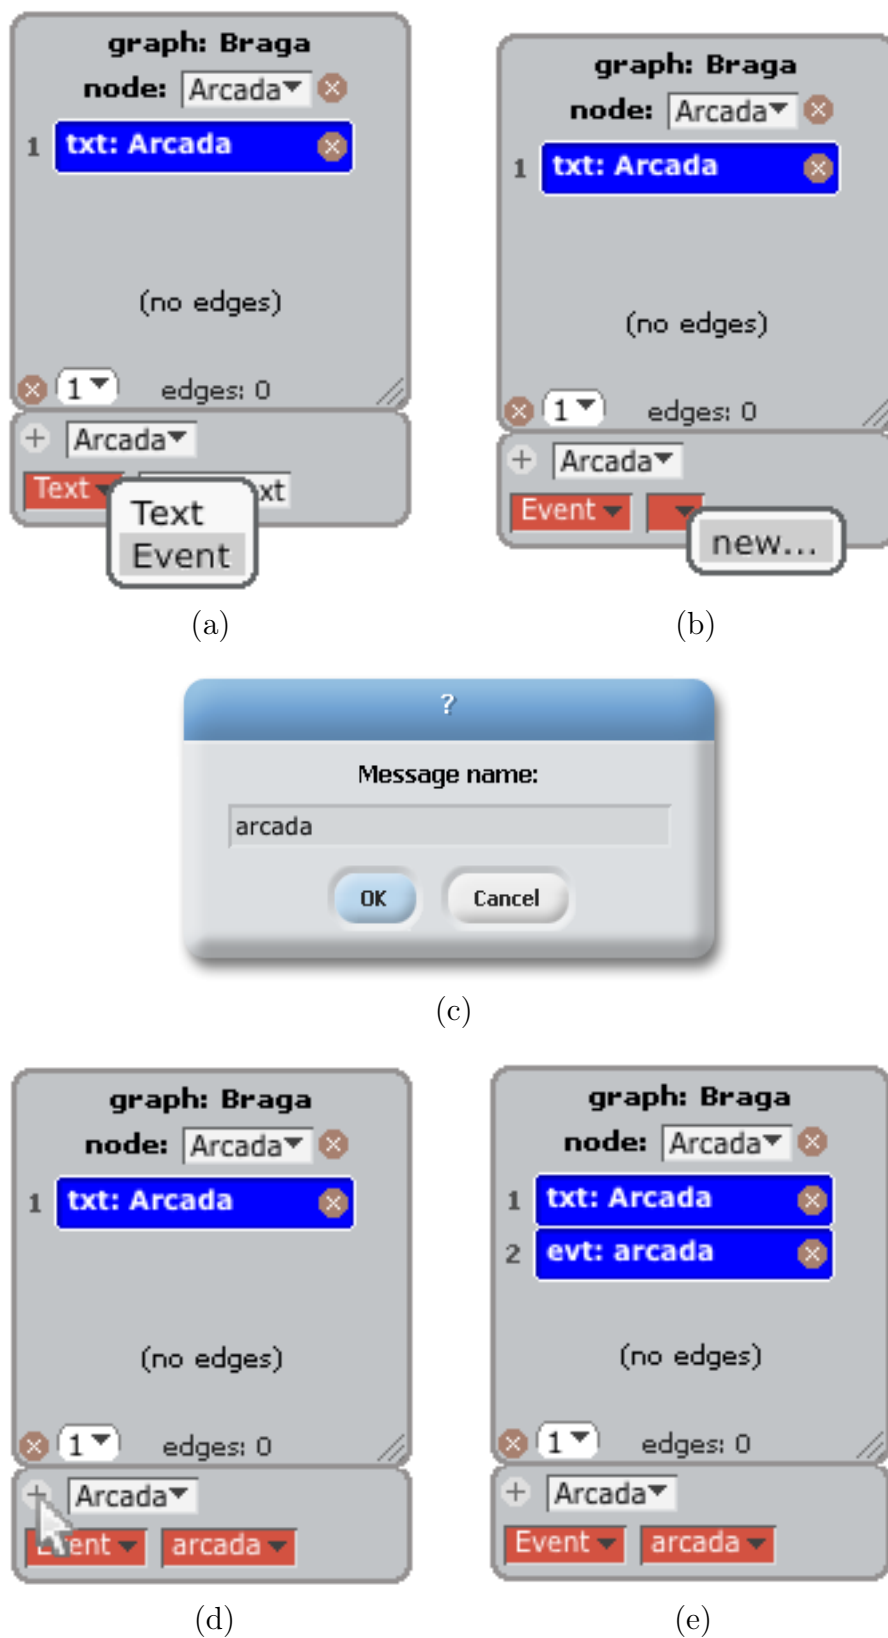 graph: Braga
node: Arcada
1 txt: Arcada
(no edges)
1 edges: 0
+ Arcada
Text xt
Text
Event
(a)
graph: Braga
node: Arcada
1 txt: Arcada
(no edges)
1 edges: 0
+ Arcada
Event
new...
(b)
?
Message name:
arcada
OK Cancel
(c)
graph: Braga
node: Arcada
1 txt: Arcada
(no edges)
1 edges: 0
+ Arcada
Event arcada
(d)
graph: Braga
node: Arcada
1 txt: Arcada
2 evt: arcada
(no edges)
1 edges: 0
+ Arcada
Event arcada
(e)